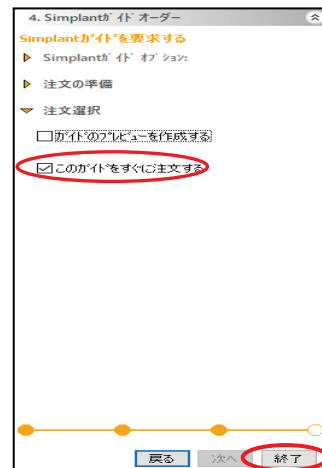 4. Simplantｶﾞｲﾄﾞオーダー
Simplantｶﾞｲﾄﾞを要求する
Simplantｶﾞｲﾄﾞ ｵﾌﾟｼｮﾝ:
注文の準備
注文選択
ｶﾞｲﾄﾞのﾌﾟﾚﾋﾞｭｰを作成する
このｶﾞｲﾄﾞをすぐに注文する
戻る 次へ 終了